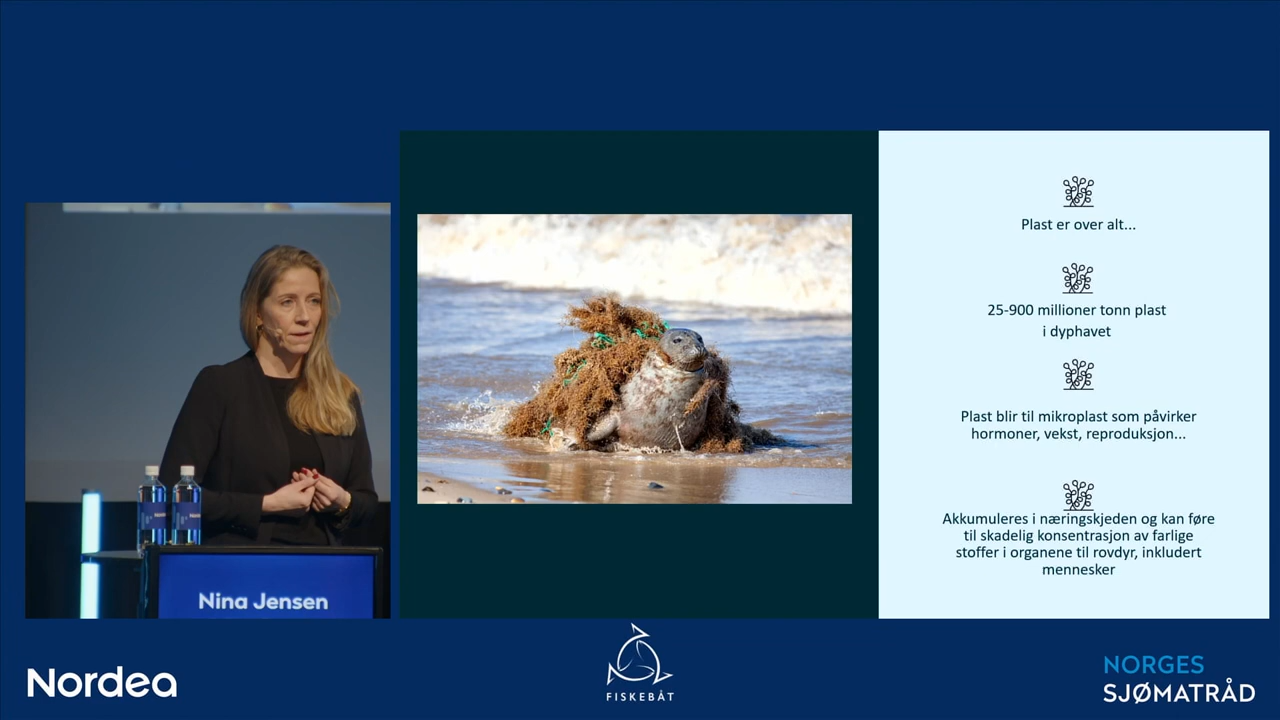 Plast er over alt...
25-900 millioner tonn plast
i dyphavet
Plast blir til mikroplast som påvirker
hormoner, vekst, reproduksjon...
Akkumuleres i næringskjeden og kan føre
til skadelig konsentrasjon av farlige
stoffer i organene til rovdyr, inkludert
mennesker
Nina Jensen
Nordea
FISKEBÅT
NORGES
SJØMATRÅD